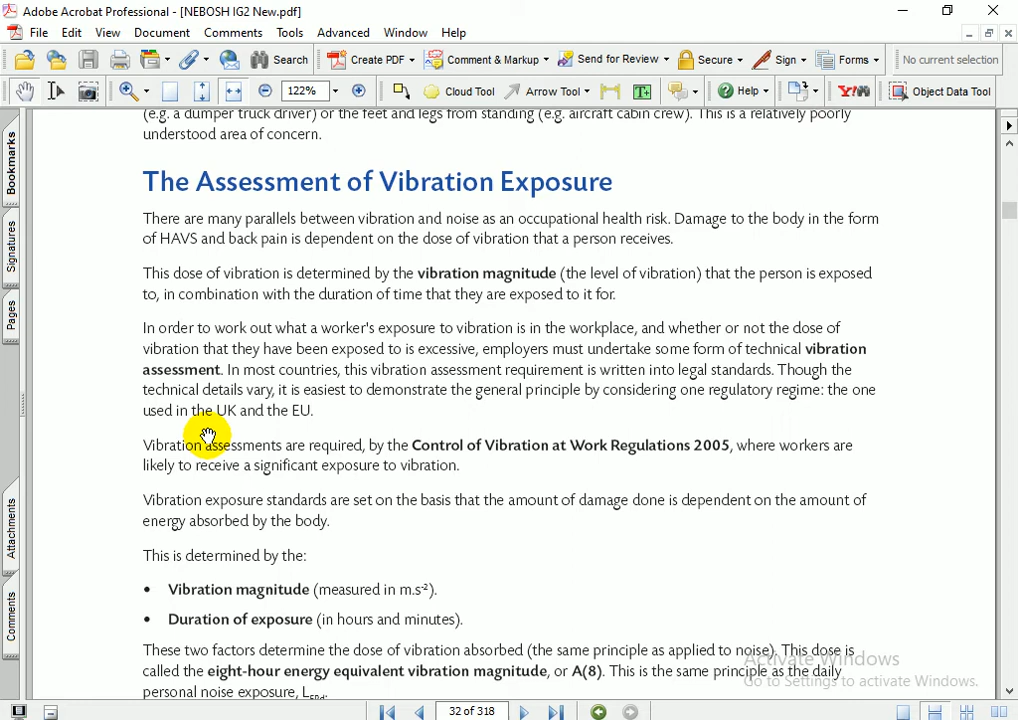 Adobe Acrobat Professional - [NEBOSH IG2 New.pdf]
File Edit View Document Comments Tools Advanced Window Help
Search Create PDF Comment & Markup Send for Review Secure Sign Forms No current selection
122% Cloud Tool Arrow Tool Help Y! Object Data Tool
Bookmarks
Signatures
Pages
Attachments
Comments
(e.g. a dumper truck driver) or the feet and legs from standing (e.g. aircraft cabin crew). This is a relatively poorly
understood area of concern.
The Assessment of Vibration Exposure
There are many parallels between vibration and noise as an occupational health risk. Damage to the body in the form
of HAVS and back pain is dependent on the dose of vibration that a person receives.
This dose of vibration is determined by the vibration magnitude (the level of vibration) that the person is exposed
to, in combination with the duration of time that they are exposed to it for.
In order to work out what a worker's exposure to vibration is in the workplace, and whether or not the dose of
vibration that they have been exposed to is excessive, employers must undertake some form of technical vibration
assessment. In most countries, this vibration assessment requirement is written into legal standards. Though the
technical details vary, it is easiest to demonstrate the general principle by considering one regulatory regime: the one
used in the UK and the EU.
Vibration assessments are required, by the Control of Vibration at Work Regulations 2005, where workers are
likely to receive a significant exposure to vibration.
Vibration exposure standards are set on the basis that the amount of damage done is dependent on the amount of
energy absorbed by the body.
This is determined by the:
• Vibration magnitude (measured in m.s⁻²).
• Duration of exposure (in hours and minutes).
These two factors determine the dose of vibration absorbed (the same principle as applied to noise). This dose is
called the eight-hour energy equivalent vibration magnitude, or A(8). This is the same principle as the daily
personal noise exposure,
Activate Windows
Go to Settings to activate Windows.
32 of 318